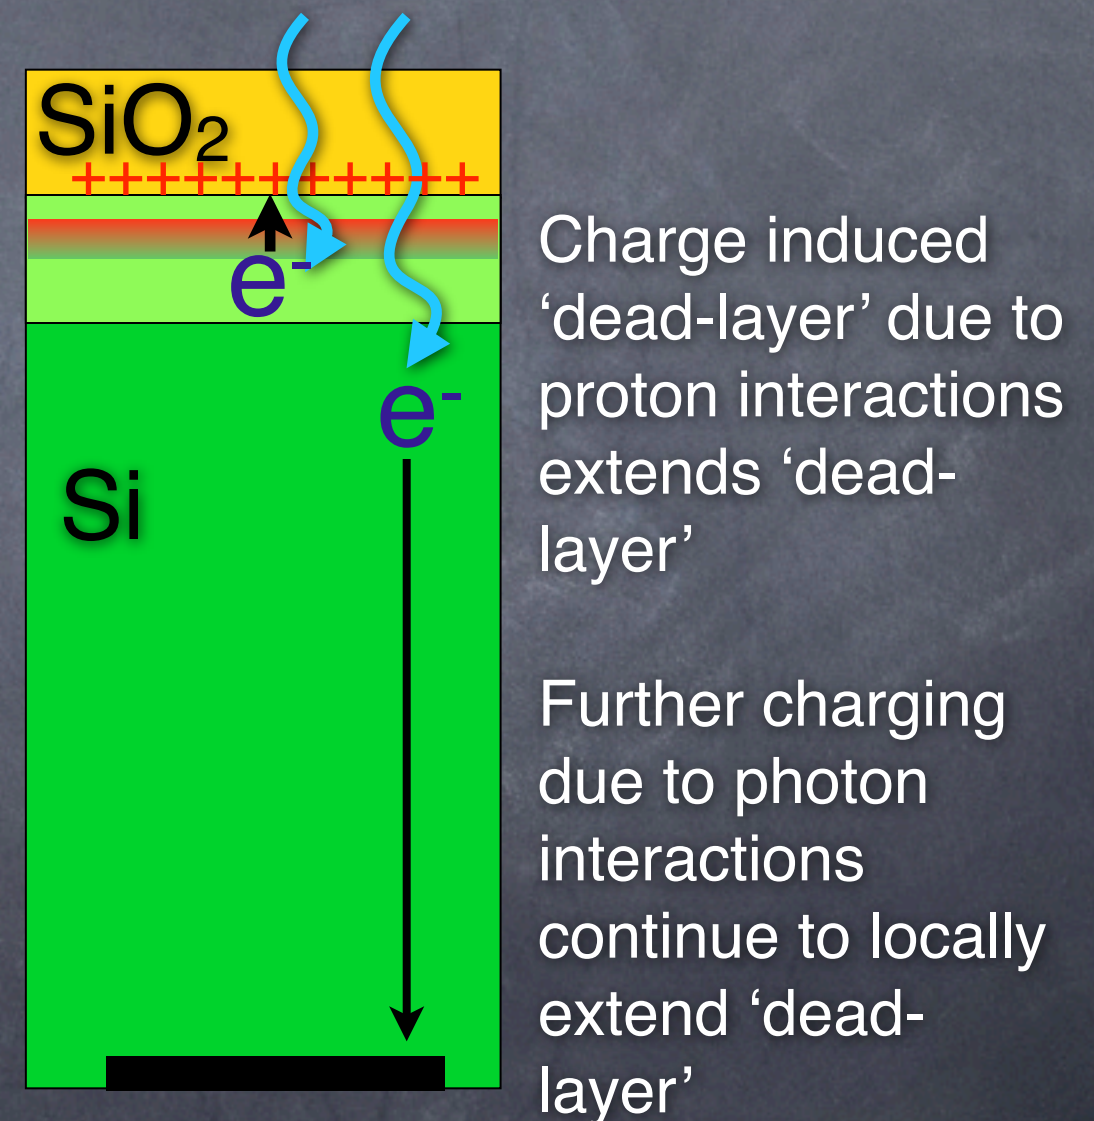 SiO₂
+++++++++++
e-
e-
Si
Charge induced
‘dead-layer’ due to
proton interactions
extends ‘dead-
layer’
Further charging
due to photon
interactions
continue to locally
extend ‘dead-
layer’